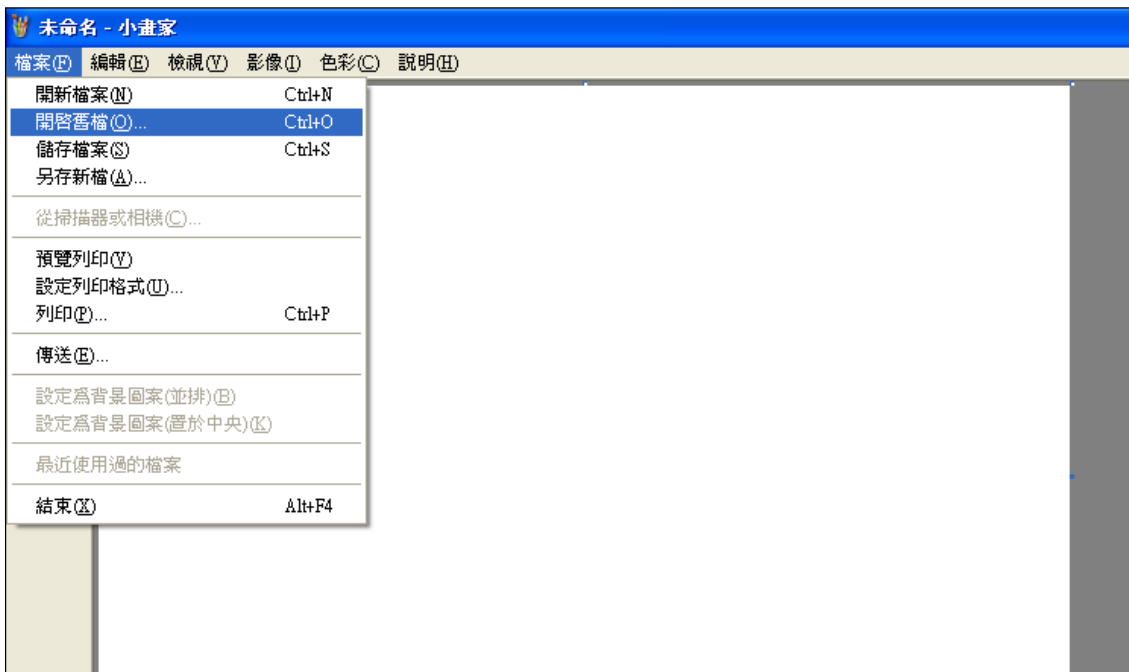 未命名 - 小畫家
檔案(F) 編輯(E) 檢視(V) 影像(I) 色彩(C) 說明(H)
開新檔案(N) Ctrl+N
開啓舊檔(O)... Ctrl+O
儲存檔案(S) Ctrl+S
另存新檔(A)...
從掃描器或相機(C)...
預覽列印(V)
設定列印格式(U)...
列印(P)... Ctrl+P
傳送(E)...
設定爲背景圖案(並排)(B)
設定爲背景圖案(置於中央)(K)
最近使用過的檔案
結束(X) Alt+F4